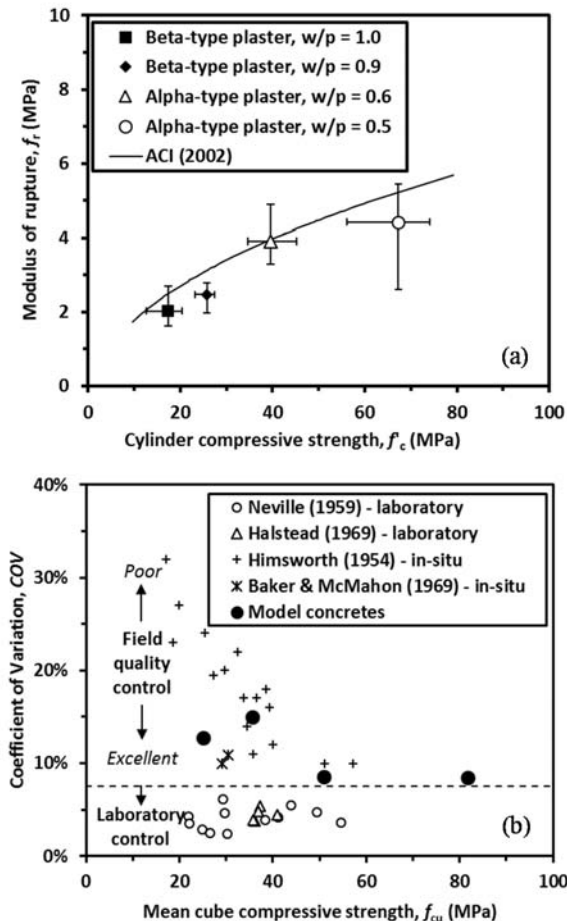 10
8
6
4
2
0
Modulus of rupture, fr (MPa)
Beta-type plaster, w/p = 1.0
Beta-type plaster, w/p = 0.9
Alpha-type plaster, w/p = 0.6
Alpha-type plaster, w/p = 0.5
ACI (2002)
(a)
0 20 40 60 80 100
Cylinder compressive strength, f'c (MPa)
40%
30%
20%
10%
0%
Coefficient of Variation, COV
Neville (1959) - laboratory
Halstead (1969) - laboratory
Himsworth (1954) - in-situ
Baker & McMahon (1969) - in-situ
Model concretes
Poor
Field
quality
control
Excellent
Laboratory
control
(b)
0 20 40 60 80 100
Mean cube compressive strength, fcu (MPa)